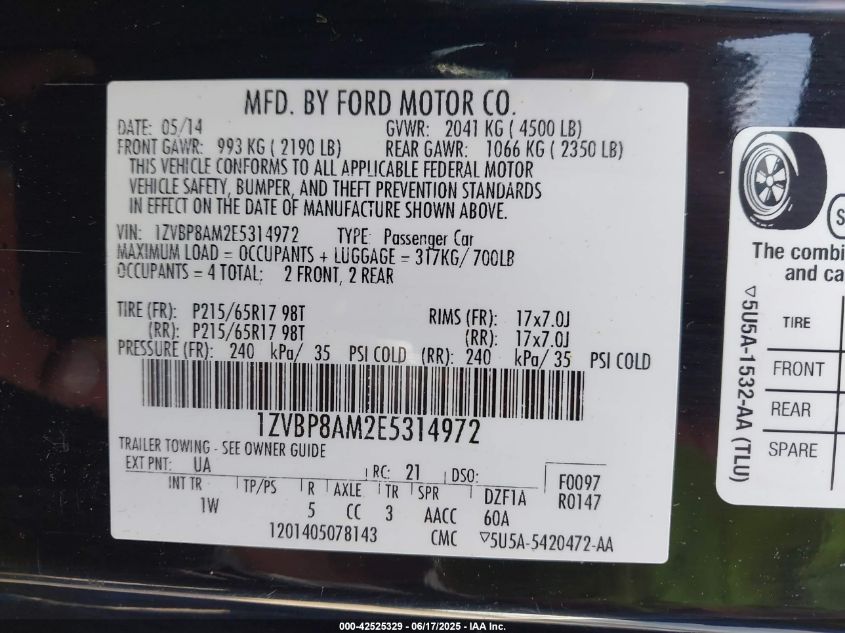 MFD. BY FORD MOTOR CO.
DATE: 05/14 GVWR: 2041 KG ( 4500 LB)
FRONT GAWR: 993 KG ( 2190 LB) REAR GAWR: 1066 KG ( 2350 LB)
THIS VEHICLE CONFORMS TO ALL APPLICABLE FEDERAL MOTOR
VEHICLE SAFETY, BUMPER, AND THEFT PREVENTION STANDARDS
IN EFFECT ON THE DATE OF MANUFACTURE SHOWN ABOVE.
VIN: 1ZVBP8AM2E5314972 TYPE: Passenger Car
MAXIMUM LOAD = OCCUPANTS + LUGGAGE = 317KG/ 700LB
OCCUPANTS = 4 TOTAL: 2 FRONT, 2 REAR
TIRE (FR): P215/65R17 98T RIMS (FR): 17x7.0J
(RR): P215/65R17 98T (RR): 17x7.0J
PRESSURE (FR): 240 kPa/ 35 PSI COLD (RR): 240 kPa/ 35 PSI COLD
1ZVBP8AM2E5314972
TRAILER TOWING - SEE OWNER GUIDE
EXT PNT: UA RC: 21 DSO: F0097
INT TR TP/PS R AXLE TR SPR DZF1A R0147
1W 5 CC 3 AACC 60A
1201405078143 CMC ▽5U5A-5420472-AA
The combi
and ca
▽5U5A-1532-AA (TLU)
TIRE
FRONT
REAR
SPARE
000-42525329 - 06/17/2025 - IAA Inc.